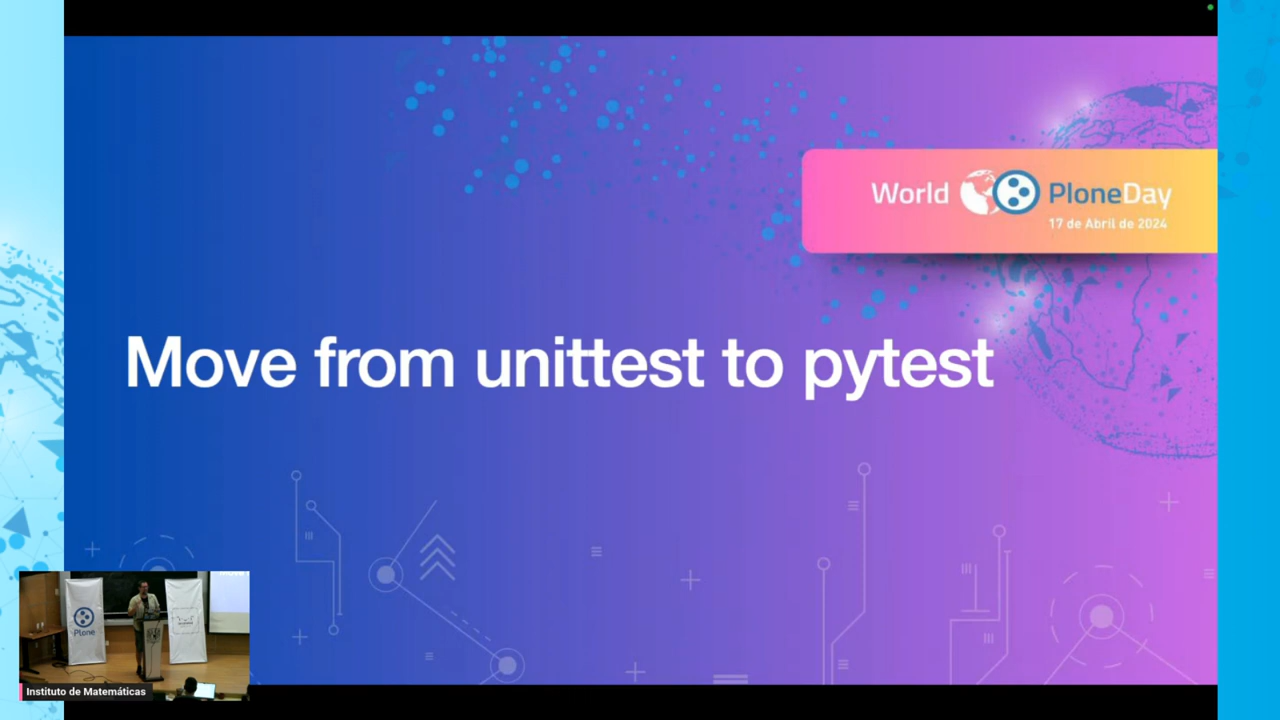 World PloneDay
17 de Abril de 2024
Move from unittest to pytest
Plone
Instituto de Matemáticas